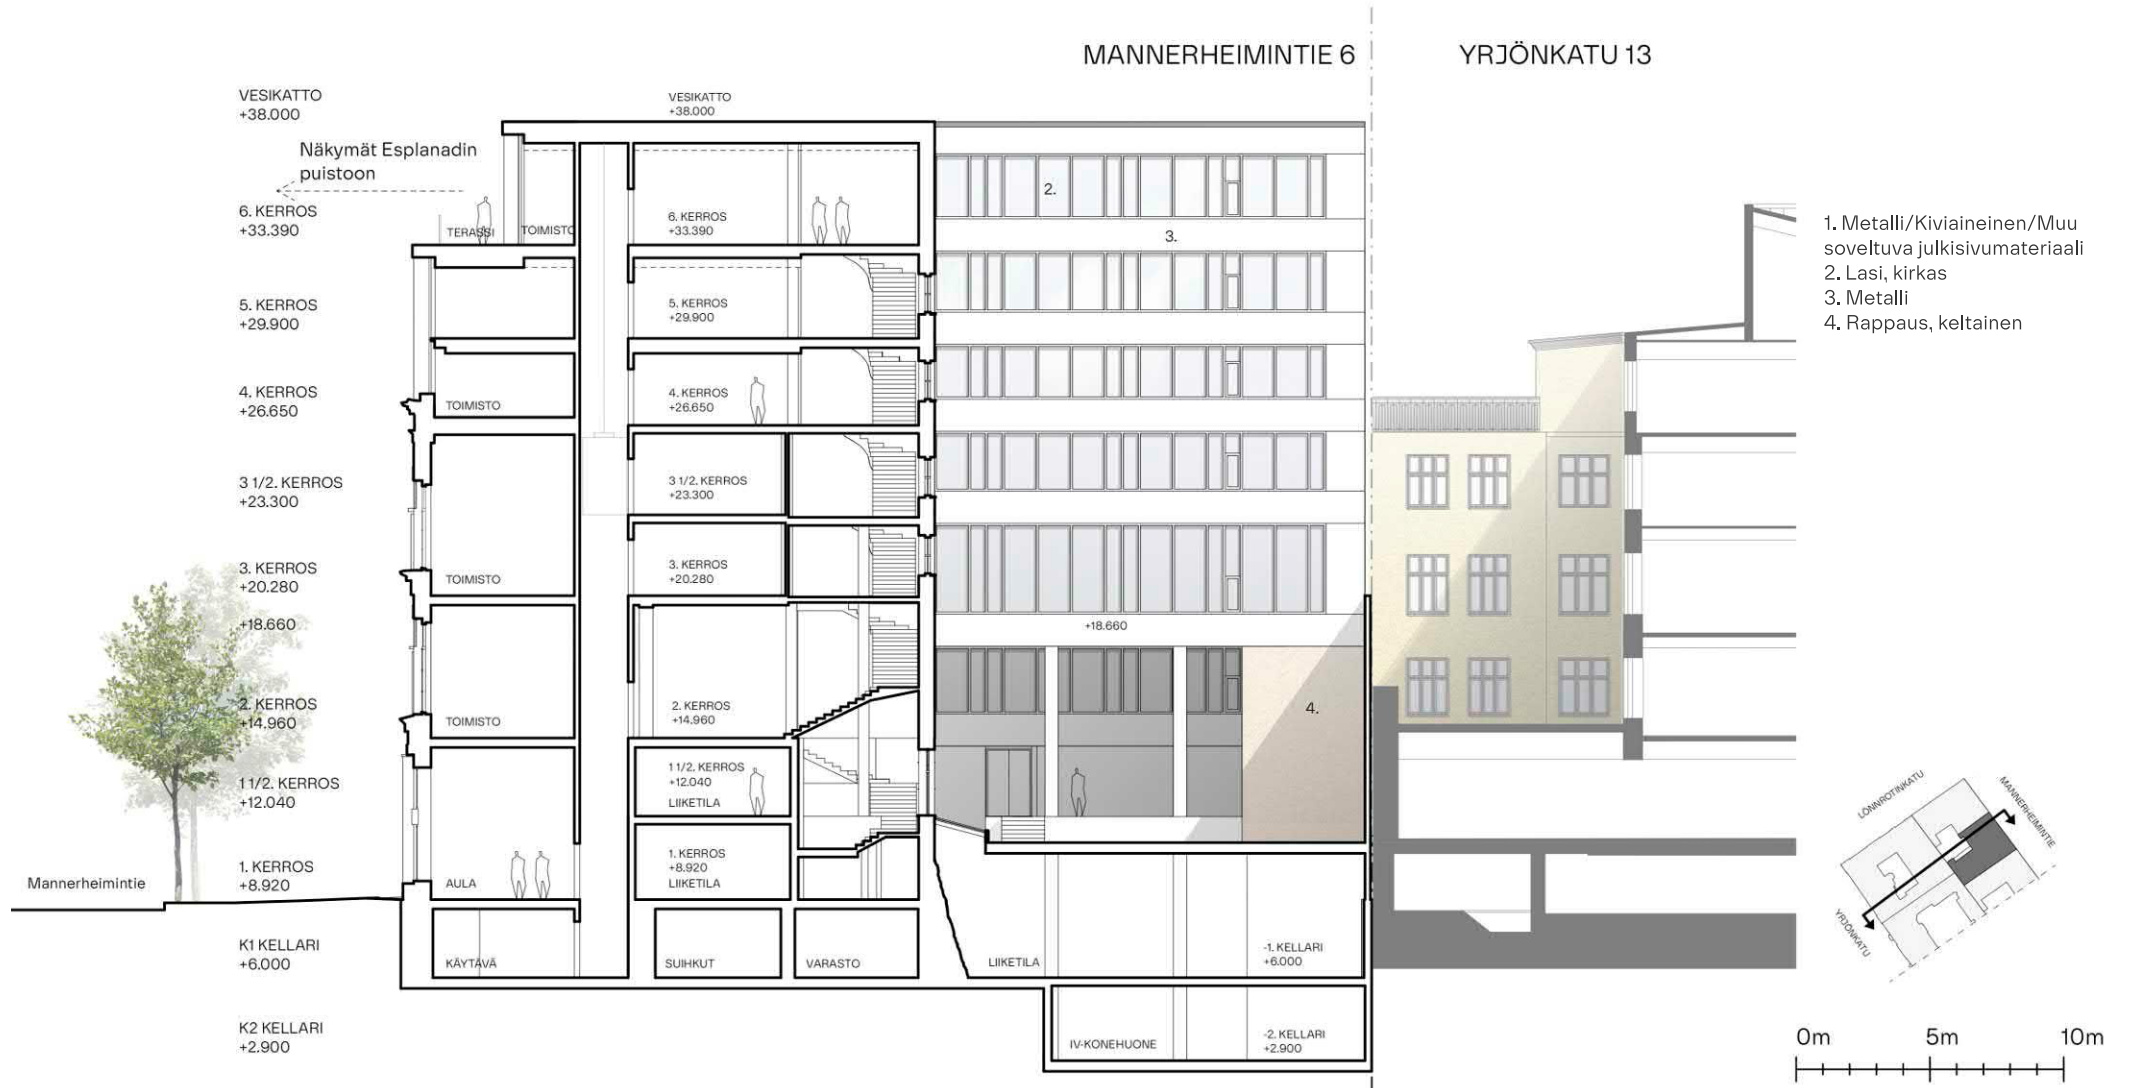 MANNERHEIMINTIE 6
YRJÖNKATU 13
VESIKATTO
+38.000
Näkymät Esplanadin
puistoon
6. KERROS
+33.390
5. KERROS
+29.900
4. KERROS
+26.650
3 1/2. KERROS
+23.300
3. KERROS
+20.280
+18.660
2. KERROS
+14.960
1 1/2. KERROS
+12.040
1. KERROS
+8.920
Mannerheimintie
K1 KELLARI
+6.000
K2 KELLARI
+2.900
TERASSI
TOIMISTO
TOIMISTO
TOIMISTO
TOIMISTO
AULA
KÄYTÄVÄ
VESIKATTO
+38.000
6. KERROS
+33.390
5. KERROS
+29.900
4. KERROS
+26.650
3 1/2. KERROS
+23.300
3. KERROS
+20.280
2. KERROS
+14.960
1 1/2. KERROS
+12.040
LIIKETILA
1. KERROS
+8.920
LIIKETILA
SUIHKUT
VARASTO
2.
3.
+18.660
4.
LIIKETILA
-1. KELLARI
+6.000
IV-KONEHUONE
-2. KELLARI
+2.900
1. Metalli/Kiviaineinen/Muu
soveltuva julkisivumateriaali
2. Lasi, kirkas
3. Metalli
4. Rappaus, keltainen
LÖNNROTINKATU
MANNERHEIMINTIE
YRJÖNKATU
0m
5m
10m